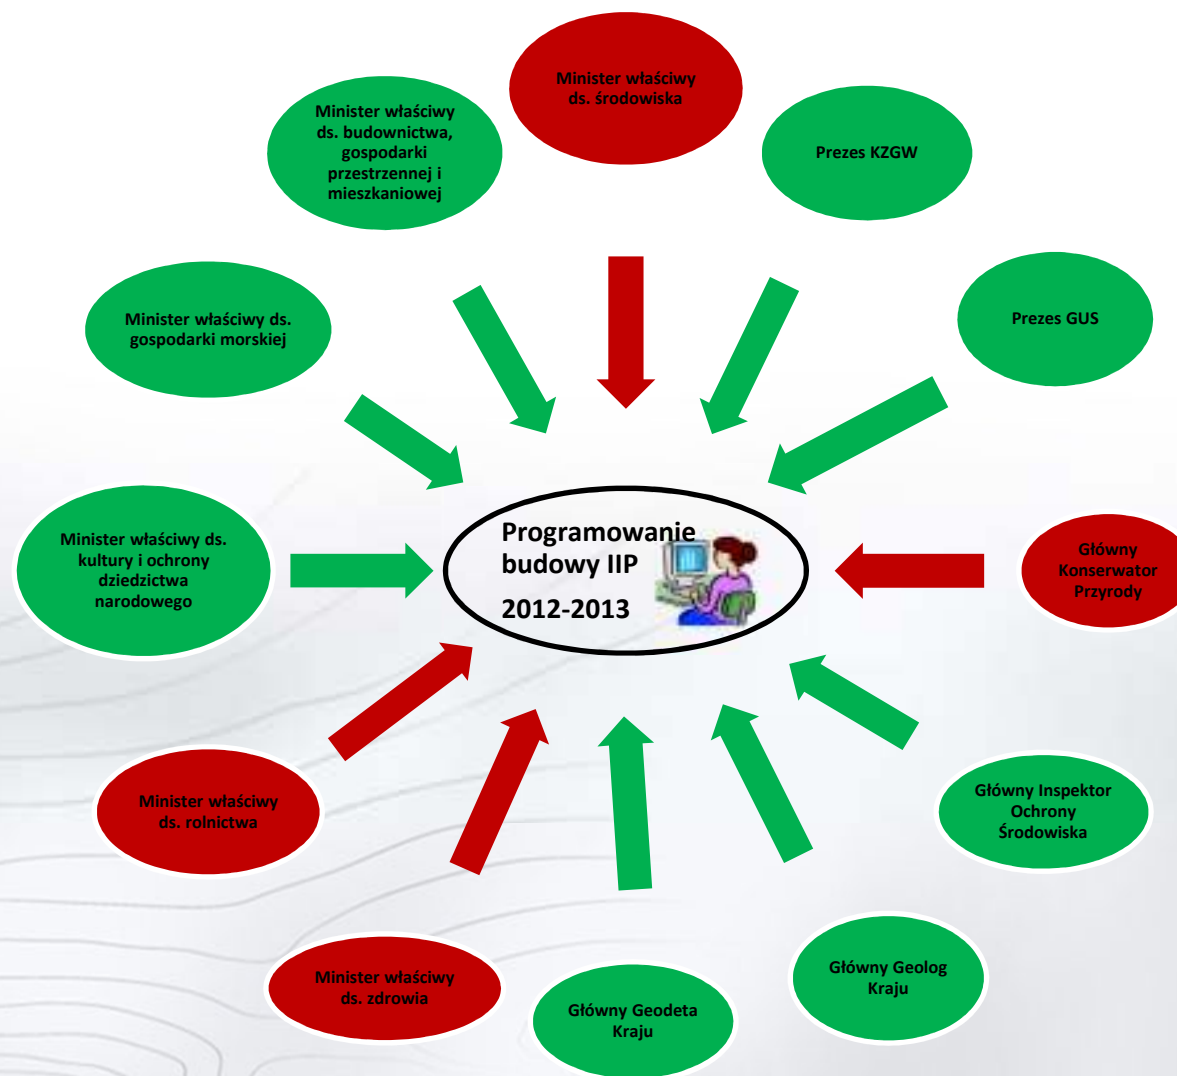 Minister właściwy
ds. środowiska
Minister właściwy
ds. budownictwa,
gospodarki
przestrzennej i
mieszkaniowej
Prezes KZGW
Minister właściwy ds.
gospodarki morskiej
Prezes GUS
Minister właściwy ds.
kultury i ochrony
dziedzictwa
narodowego
Programowanie
budowy IIP
2012-2013
Główny
Konserwator
Przyrody
Minister właściwy
ds. rolnictwa
Główny Inspektor
Ochrony
Środowiska
Minister właściwy
ds. zdrowia
Główny Geodeta
Kraju
Główny Geolog
Kraju